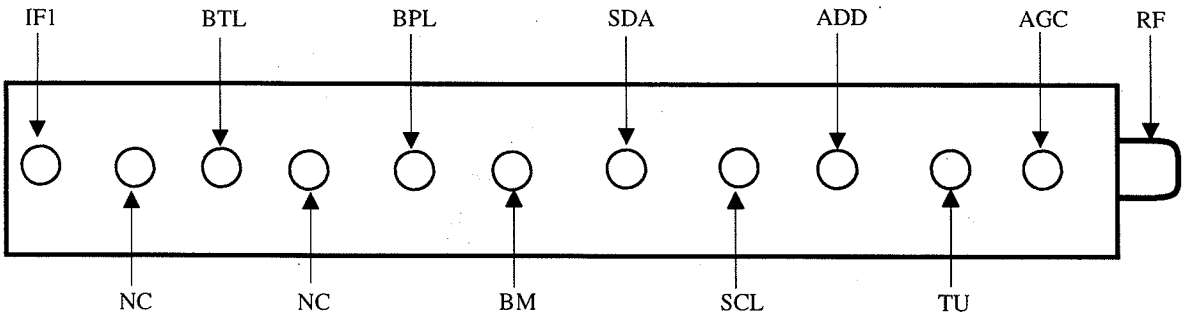 IF1 BTL BPL SDA ADD AGC RF
NC NC BM SCL TU